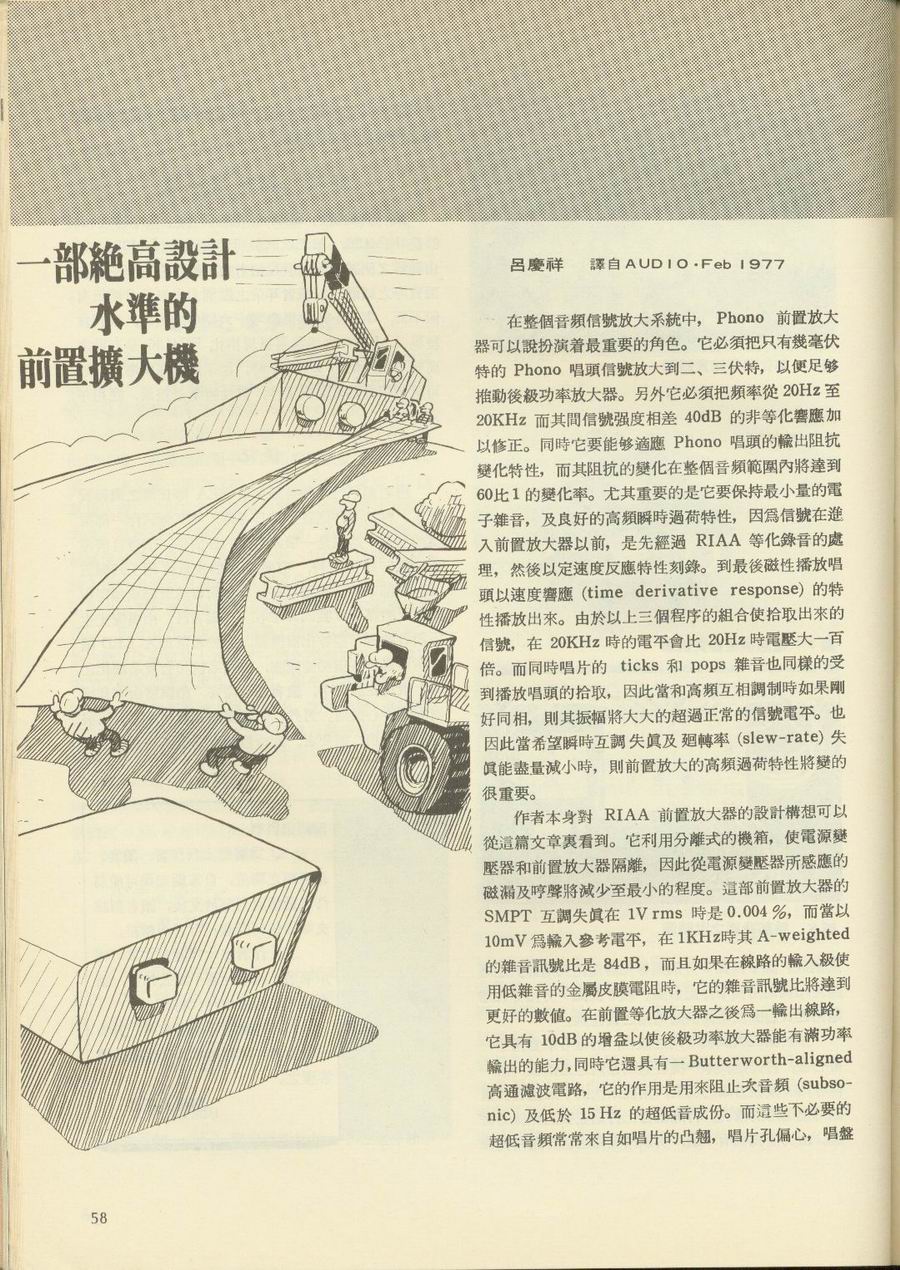 一部絶高設計
水準的
前置擴大機
呂慶祥 譯自AUDIO·Feb 1977
在整個音頻信號放大系統中， Phono 前置放大
器可以說扮演着最重要的角色。它必須把只有幾毫伏
特的 Phono 唱頭信號放大到二、三伏特，以便足够
推動後級功率放大器。另外它必須把頻率從 20Hz 至
20KHz 而其間信號强度相差 40dB 的非等化響應加
以修正。同時它要能够適應 Phono 唱頭的輸出阻抗
變化特性，而其阻抗的變化在整個音頻範圍內將達到
60比1 的變化率。尤其重要的是它要保持最小量的電
子雜音，及良好的高頻瞬時過荷特性，因爲信號在進
入前置放大器以前，是先經過 RIAA 等化錄音的處
理，然後以定速度反應特性刻錄。到最後磁性播放唱
頭以速度響應 (time derivative response) 的特
性播放出來。由於以上三個程序的組合使拾取出來的
信號，在 20KHz 時的電平會比 20Hz 時電壓大一百
倍。而同時唱片的 ticks 和 pops 雜音也同樣的受
到播放唱頭的拾取，因此當和高頻互相調制時如果剛
好同相，則其振幅將大大的超過正常的信號電平。也
因此當希望瞬時互調失眞及廻轉率 (slew-rate) 失
眞能盡量減小時，則前置放大的高頻過荷特性將變的
很重要。
作者本身對 RIAA 前置放大器的設計構想可以
從這篇文章裏看到。它利用分離式的機箱，使電源變
壓器和前置放大器隔離，因此從電源變壓器所感應的
磁漏及哼聲將減少至最小的程度。這部前置放大器的
SMPT 互調失眞在 1V rms 時是 0.004 %，而當以
10mV 爲輸入參考電平，在 1KHz時其 A-weighted
的雜音訊號比是 84dB，而且如果在線路的輸入級使
用低雜音的金屬皮膜電阻時，它的雜音訊號比將達到
更好的數値。在前置等化放大器之後爲一輸出線路，
它具有 10dB 的增益以使後級功率放大器能有滿功率
輸出的能力，同時它還具有一 Butterworth-aligned
高通濾波電路，它的作用是用來阻止次音頻 (subso-
nic) 及低於 15 Hz 的超低音成份。而這些不必要的
超低音頻常常來自如唱片的凸翹，唱片孔偏心，唱盤
58